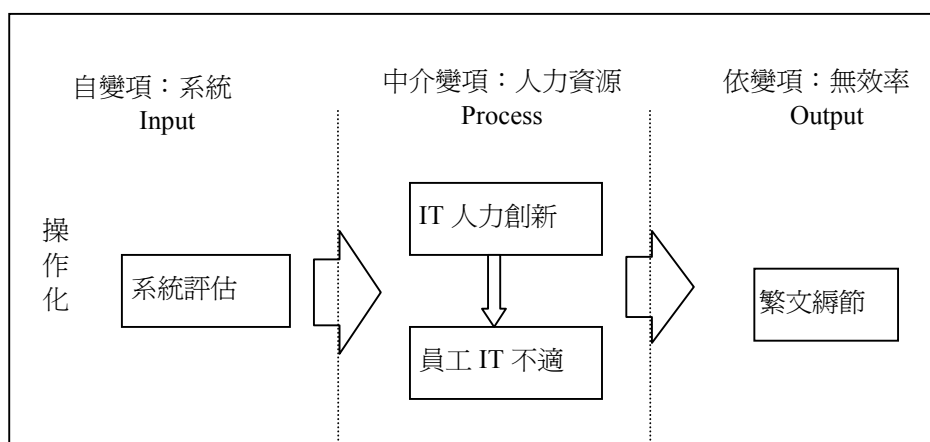 自變項：系統
Input
中介變項：人力資源
Process
依變項：無效率
Output
操作化
系統評估
IT 人力創新
員工 IT 不適
繁文縟節